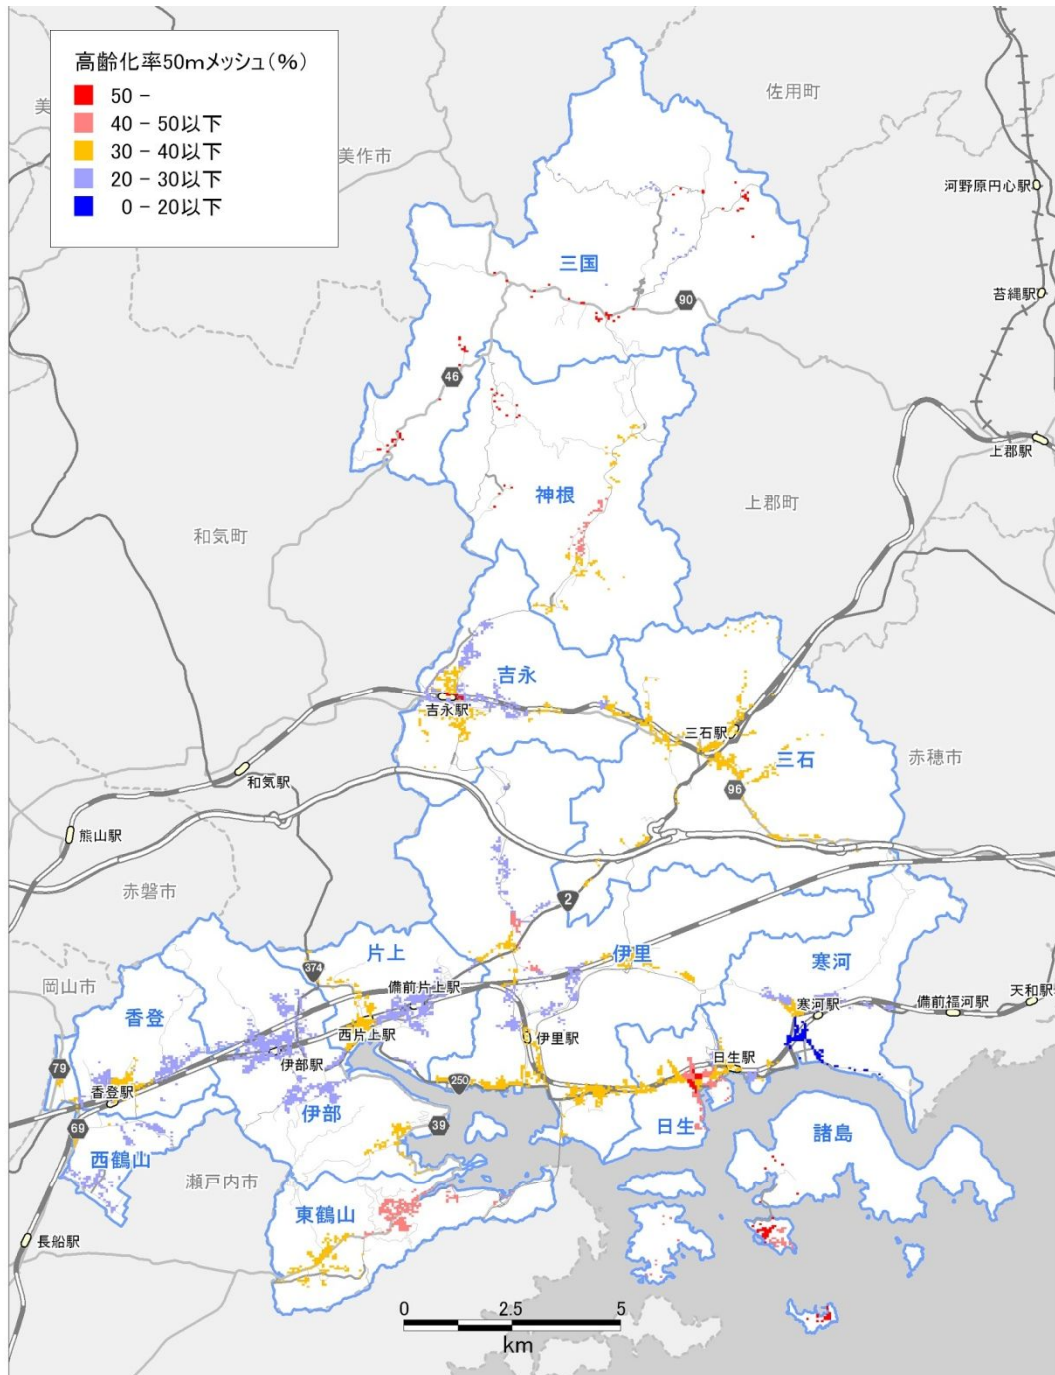 高齢化率50mメッシュ(%)
50 -
40 - 50以下
30 - 40以下
20 - 30以下
0 - 20以下
美
佐用町
美作市
河野原円心駅
三国
苔縄駅
90
46
上郡駅
神根
上郡町
和気町
吉永
吉永駅
三石駅
三石
赤穂市
和気駅
96
熊山駅
赤磐市
2
片上
伊里
寒河
374
岡山市
備前片上駅
天和駅
香登
寒河駅
備前福河駅
西片上駅
伊里駅
伊部駅
日生駅
79
香登駅
250
伊部
39
日生
諸島
69
西鶴山
瀬戸内市
東鶴山
長船駅
0
2.5
5
km